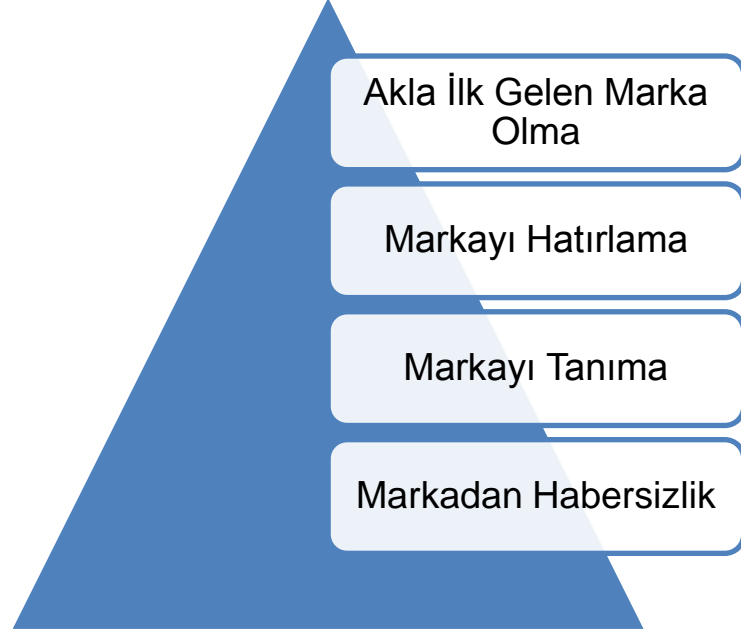 Akla İlk Gelen Marka
Olma
Markayı Hatırlama
Markayı Tanıma
Markadan Habersizlik